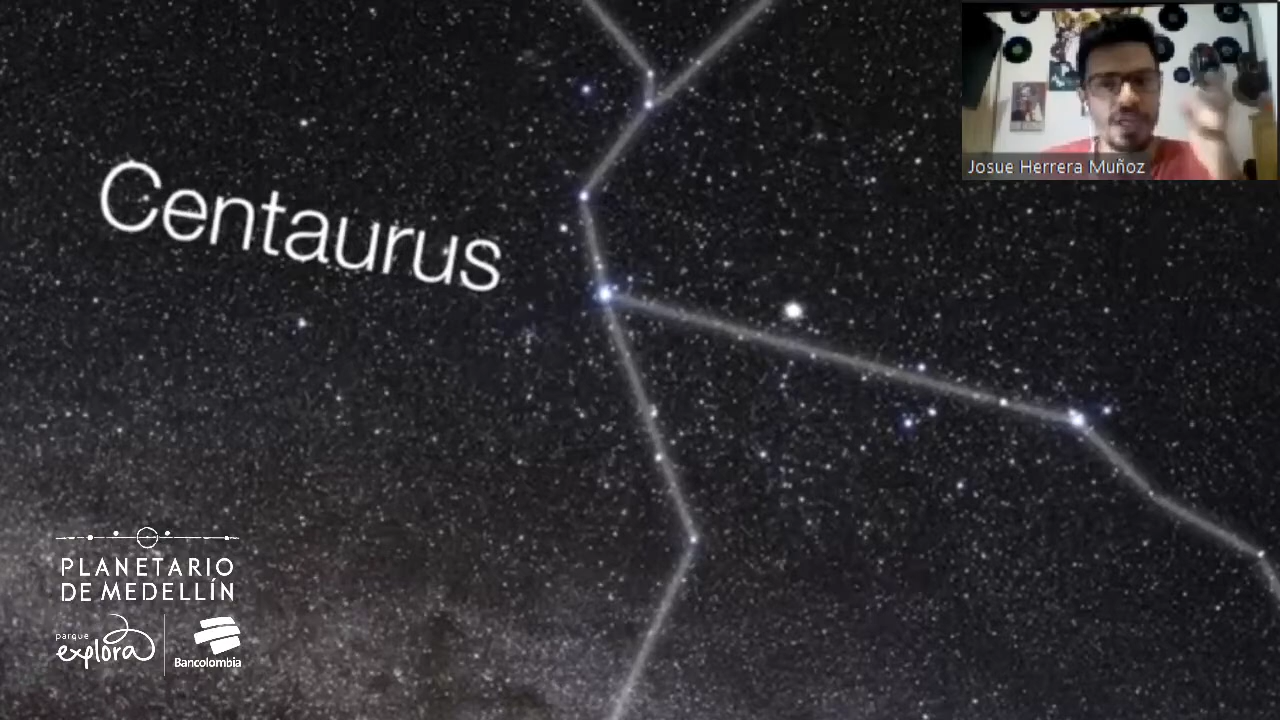 Josue Herrera Muñoz
Centaurus
PLANETARIO
DE MEDELLÍN
parque
explora
Bancolombia